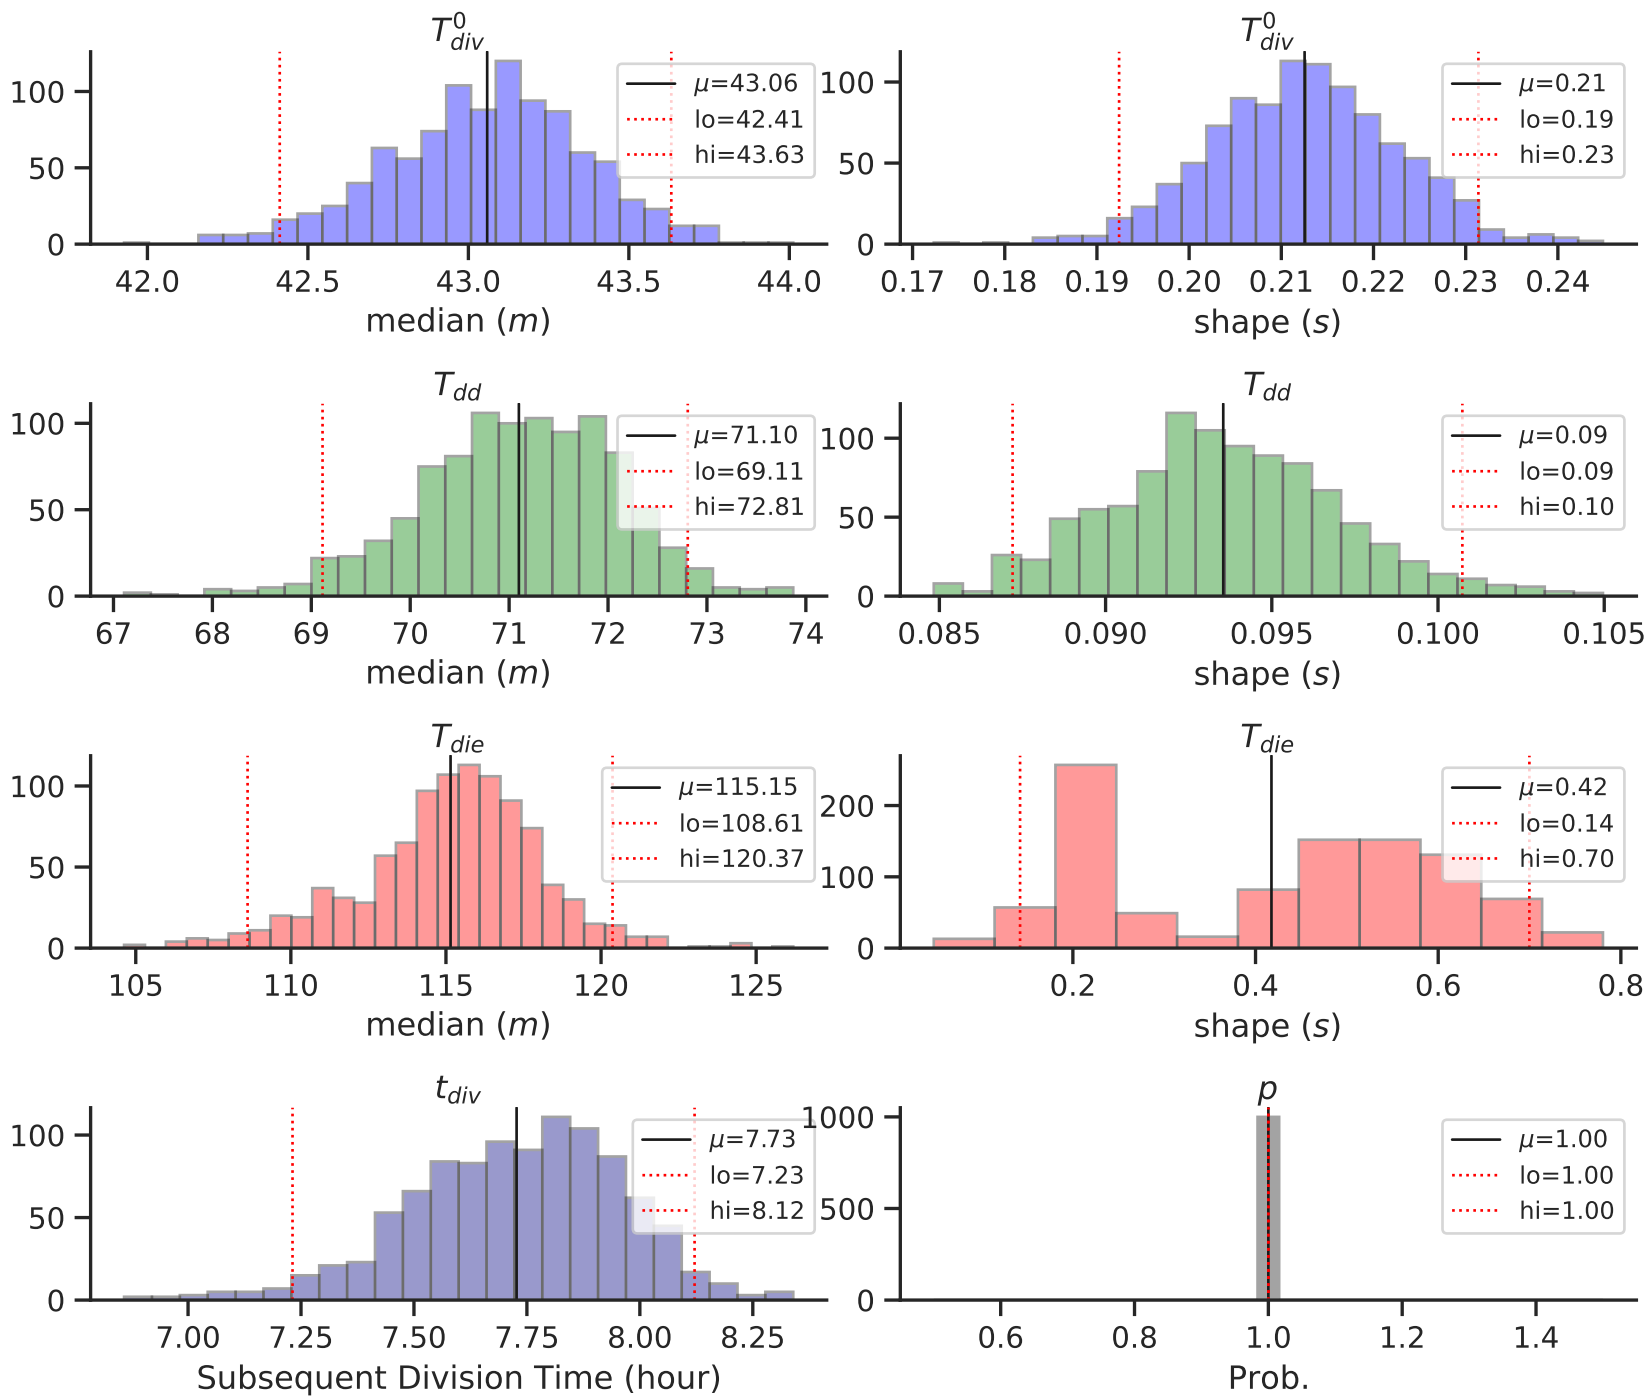 T⁰div
100
50
0
μ=43.06
lo=42.41
hi=43.63
42.0 42.5 43.0 43.5 44.0
median (m)
T⁰div
100
50
0
μ=0.21
lo=0.19
hi=0.23
0.17 0.18 0.19 0.20 0.21 0.22 0.23 0.24
shape (s)
Tdd
100
50
0
μ=71.10
lo=69.11
hi=72.81
67 68 69 70 71 72 73 74
median (m)
Tdd
100
50
0
μ=0.09
lo=0.09
hi=0.10
0.085 0.090 0.095 0.100 0.105
shape (s)
Tdie
100
50
0
μ=115.15
lo=108.61
hi=120.37
105 110 115 120 125
median (m)
Tdie
200
100
0
μ=0.42
lo=0.14
hi=0.70
0.2 0.4 0.6 0.8
shape (s)
tdiv
100
50
0
μ=7.73
lo=7.23
hi=8.12
7.00 7.25 7.50 7.75 8.00 8.25
Subsequent Division Time (hour)
p
1000
500
0
μ=1.00
lo=1.00
hi=1.00
0.6 0.8 1.0 1.2 1.4
Prob.